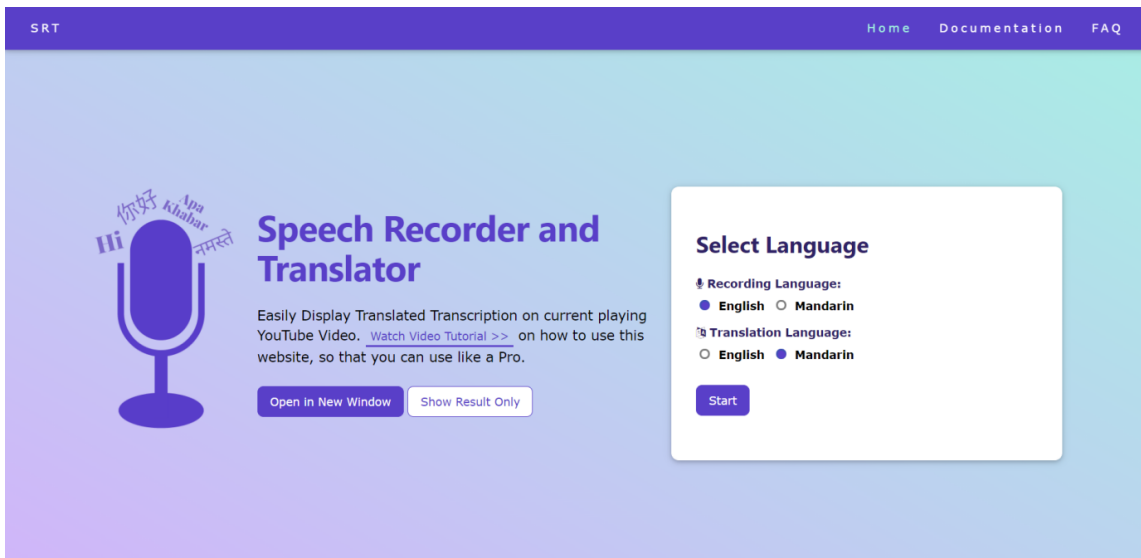 SRT
Home Documentation FAQ
你好
Apa
Khabar
Hi
नमस्ते
Speech Recorder and
Translator
Easily Display Translated Transcription on current playing
YouTube Video. Watch Video Tutorial >> on how to use this
website, so that you can use like a Pro.
Open in New Window Show Result Only
Select Language
Recording Language:
English Mandarin
Translation Language:
English Mandarin
Start